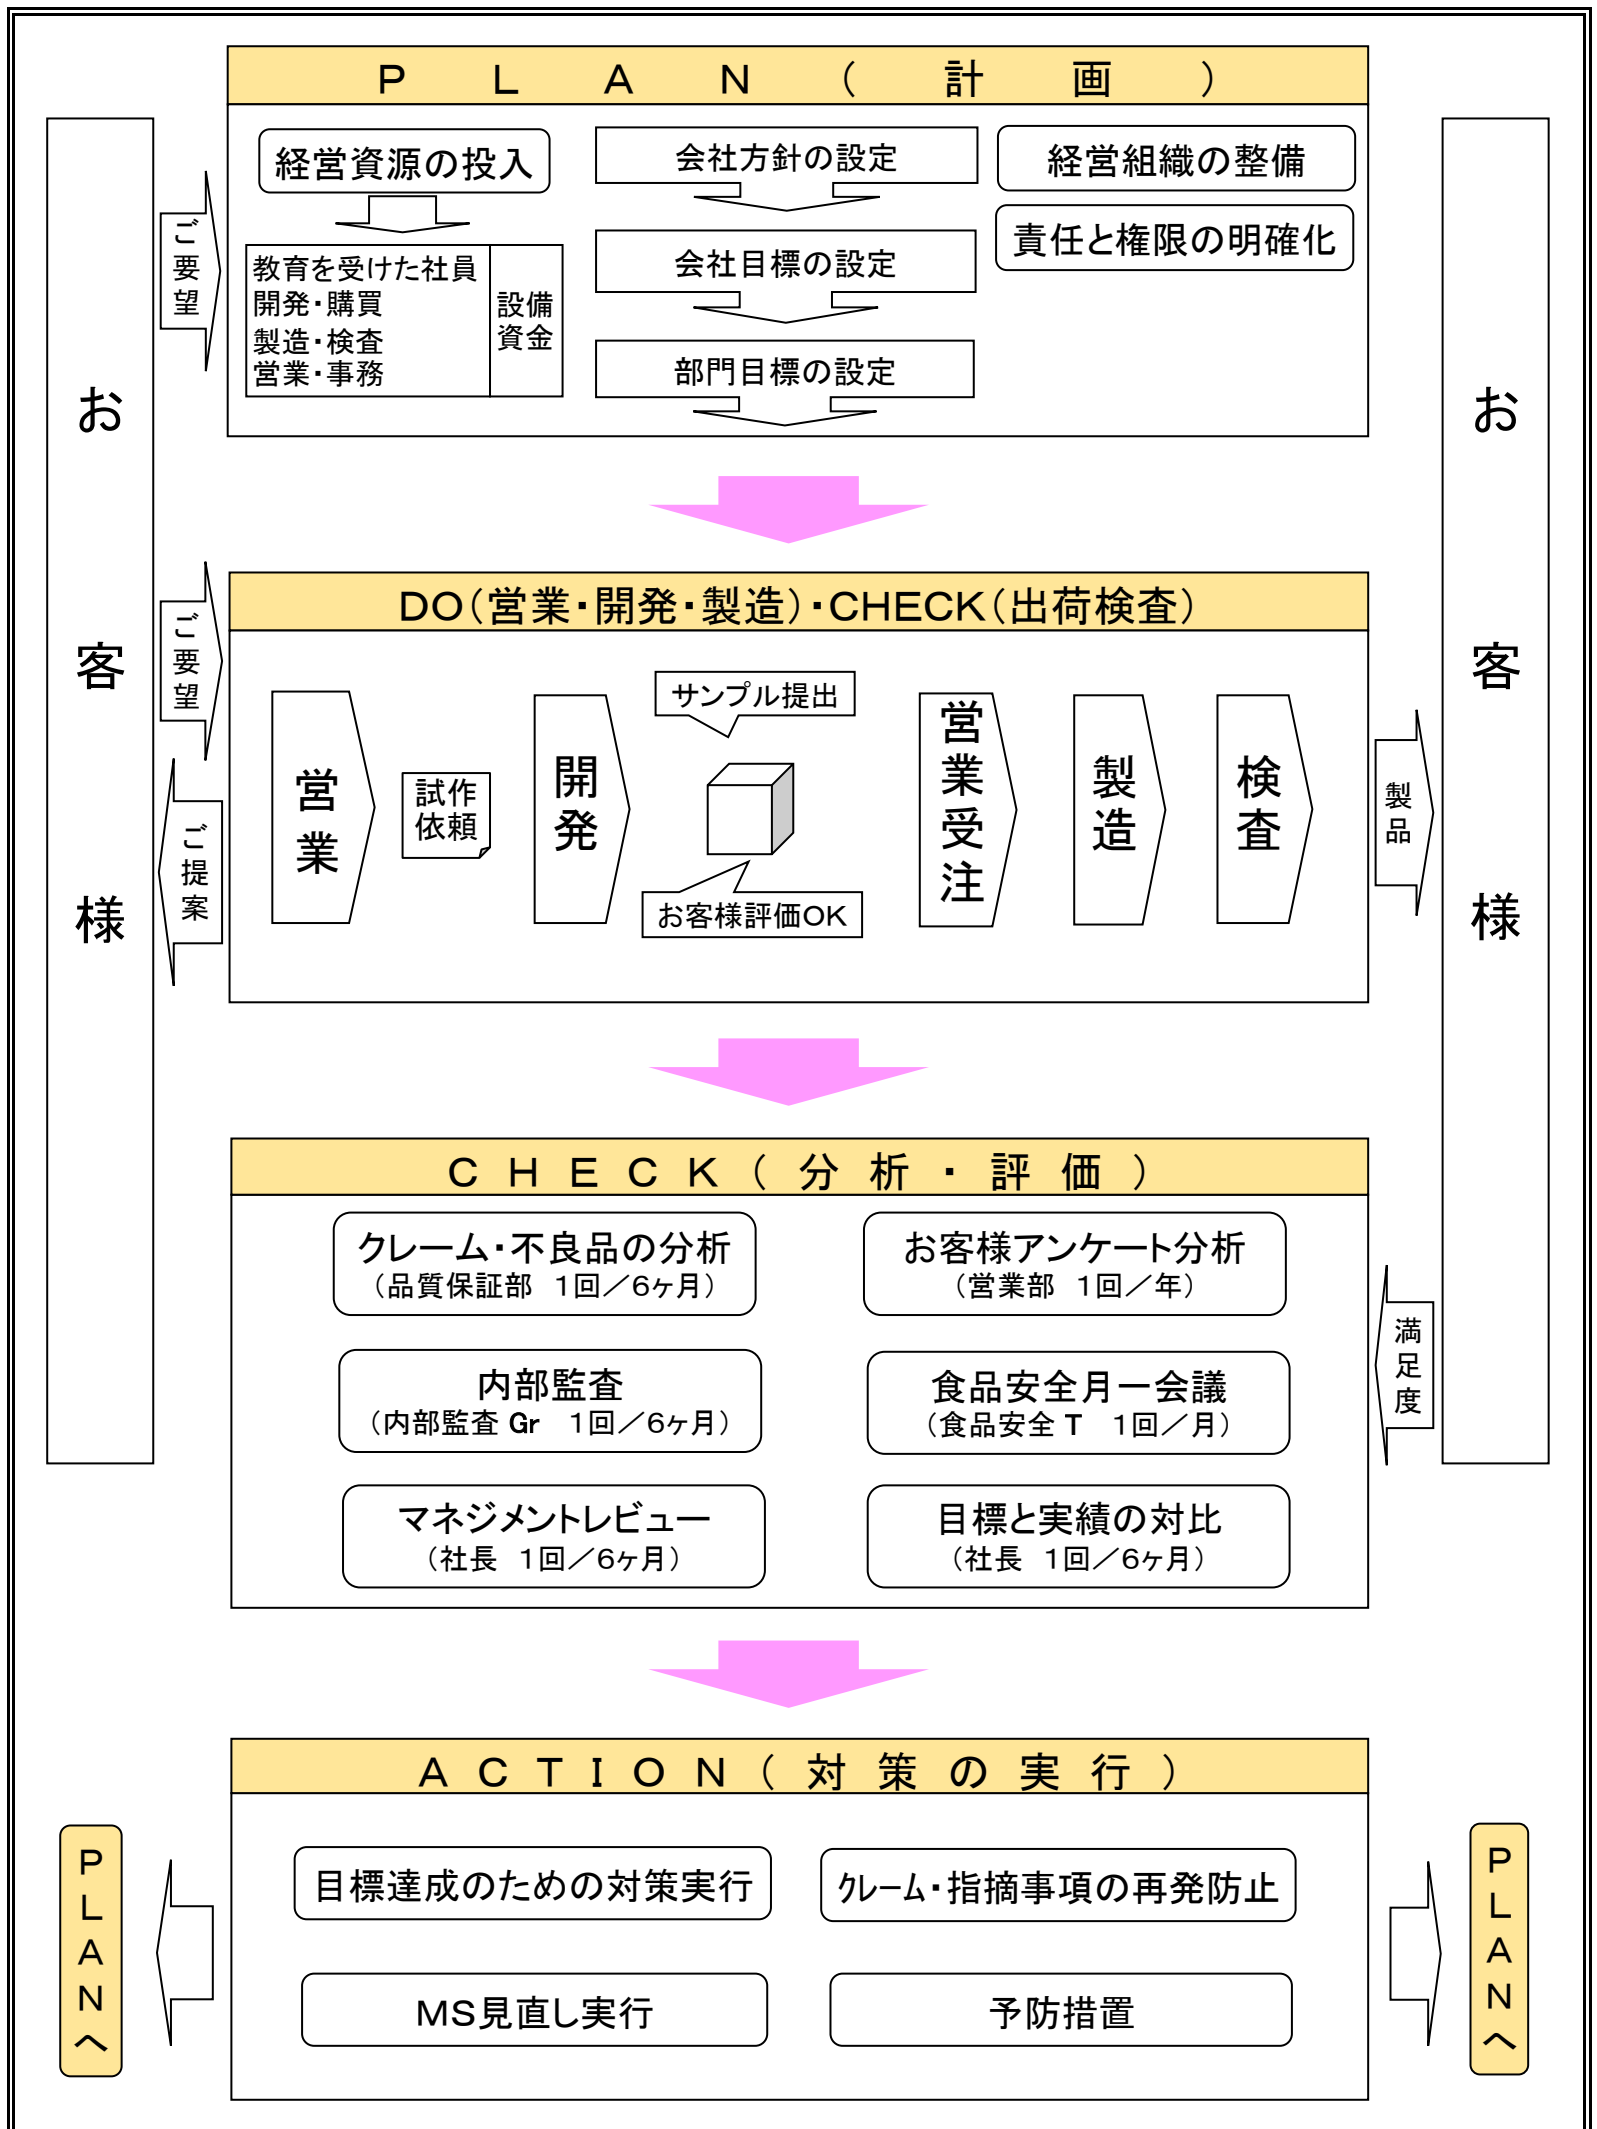 PLAN(計画)
お客様
お客様
ご要望
経営資源の投入
教育を受けた社員
開発・購買
製造・検査
営業・事務
設備
資金
会社方針の設定
会社目標の設定
部門目標の設定
経営組織の整備
責任と権限の明確化
DO(営業・開発・製造)・CHECK(出荷検査)
ご要望
ご提案
営業
試作
依頼
開発
サンプル提出
お客様評価OK
営業受注
製造
検査
製品
CHECK(分析・評価)
クレーム・不良品の分析
(品質保証部 1回/6ヶ月)
お客様アンケート分析
(営業部 1回/年)
内部監査
(内部監査Gr 1回/6ヶ月)
食品安全月一会議
(食品安全T 1回/月)
マネジメントレビュー
(社長 1回/6ヶ月)
目標と実績の対比
(社長 1回/6ヶ月)
満足度
ACTION(対策の実行)
目標達成のための対策実行
クレーム・指摘事項の再発防止
MS見直し実行
予防措置
PLANへ
PLANへ